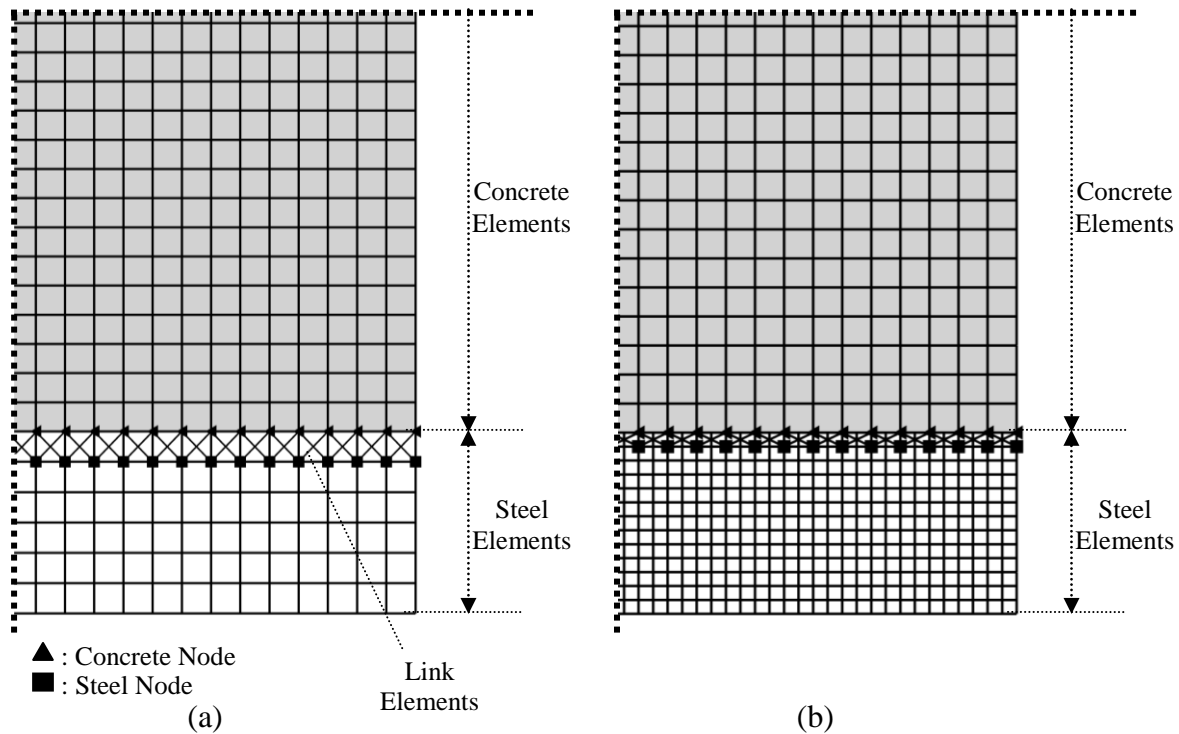 Concrete
Elements
Steel
Elements
Concrete
Elements
Steel
Elements
▲ : Concrete Node
■ : Steel Node
Link
Elements
(a)
(b)